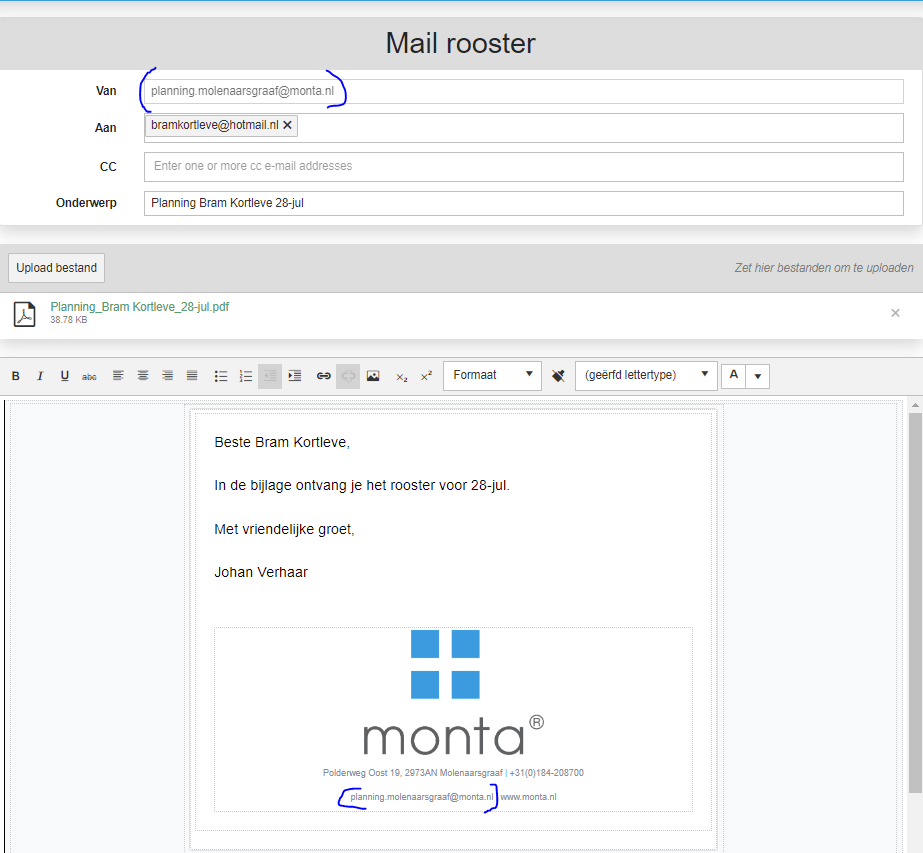 Mail rooster
Van planning.molenaarsgraaf@monta.nl
Aan bramkortleve@hotmail.nl ✕
CC Enter one or more cc e-mail addresses
Onderwerp Planning Bram Kortleve 28-jul
Upload bestand Zet hier bestanden om te uploaden
Planning_Bram Kortleve_28-jul.pdf
38.78 KB
B I U abc x₂ x² Formaat (geërfd lettertype) A
Beste Bram Kortleve,
In de bijlage ontvang je het rooster voor 28-jul.
Met vriendelijke groet,
Johan Verhaar
monta®
Polderweg Oost 19, 2973AN Molenaarsgraaf | +31(0)184-208700
planning.molenaarsgraaf@monta.nl www.monta.nl